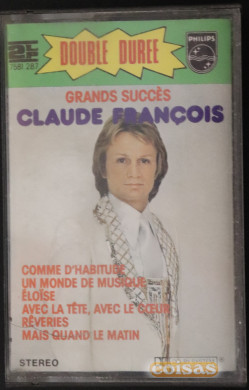 DOUBLE DUREE
PHILIPS
GRANDS SUCCÈS
CLAUDE FRANÇOIS
COMME D'HABITUDE
UN MONDE DE MUSIQUE
ÉLOÏSE
AVEC LA TÊTE, AVEC LE CŒUR
RÊVERIES
MAIS QUAND LE MATIN
STEREO
coisas